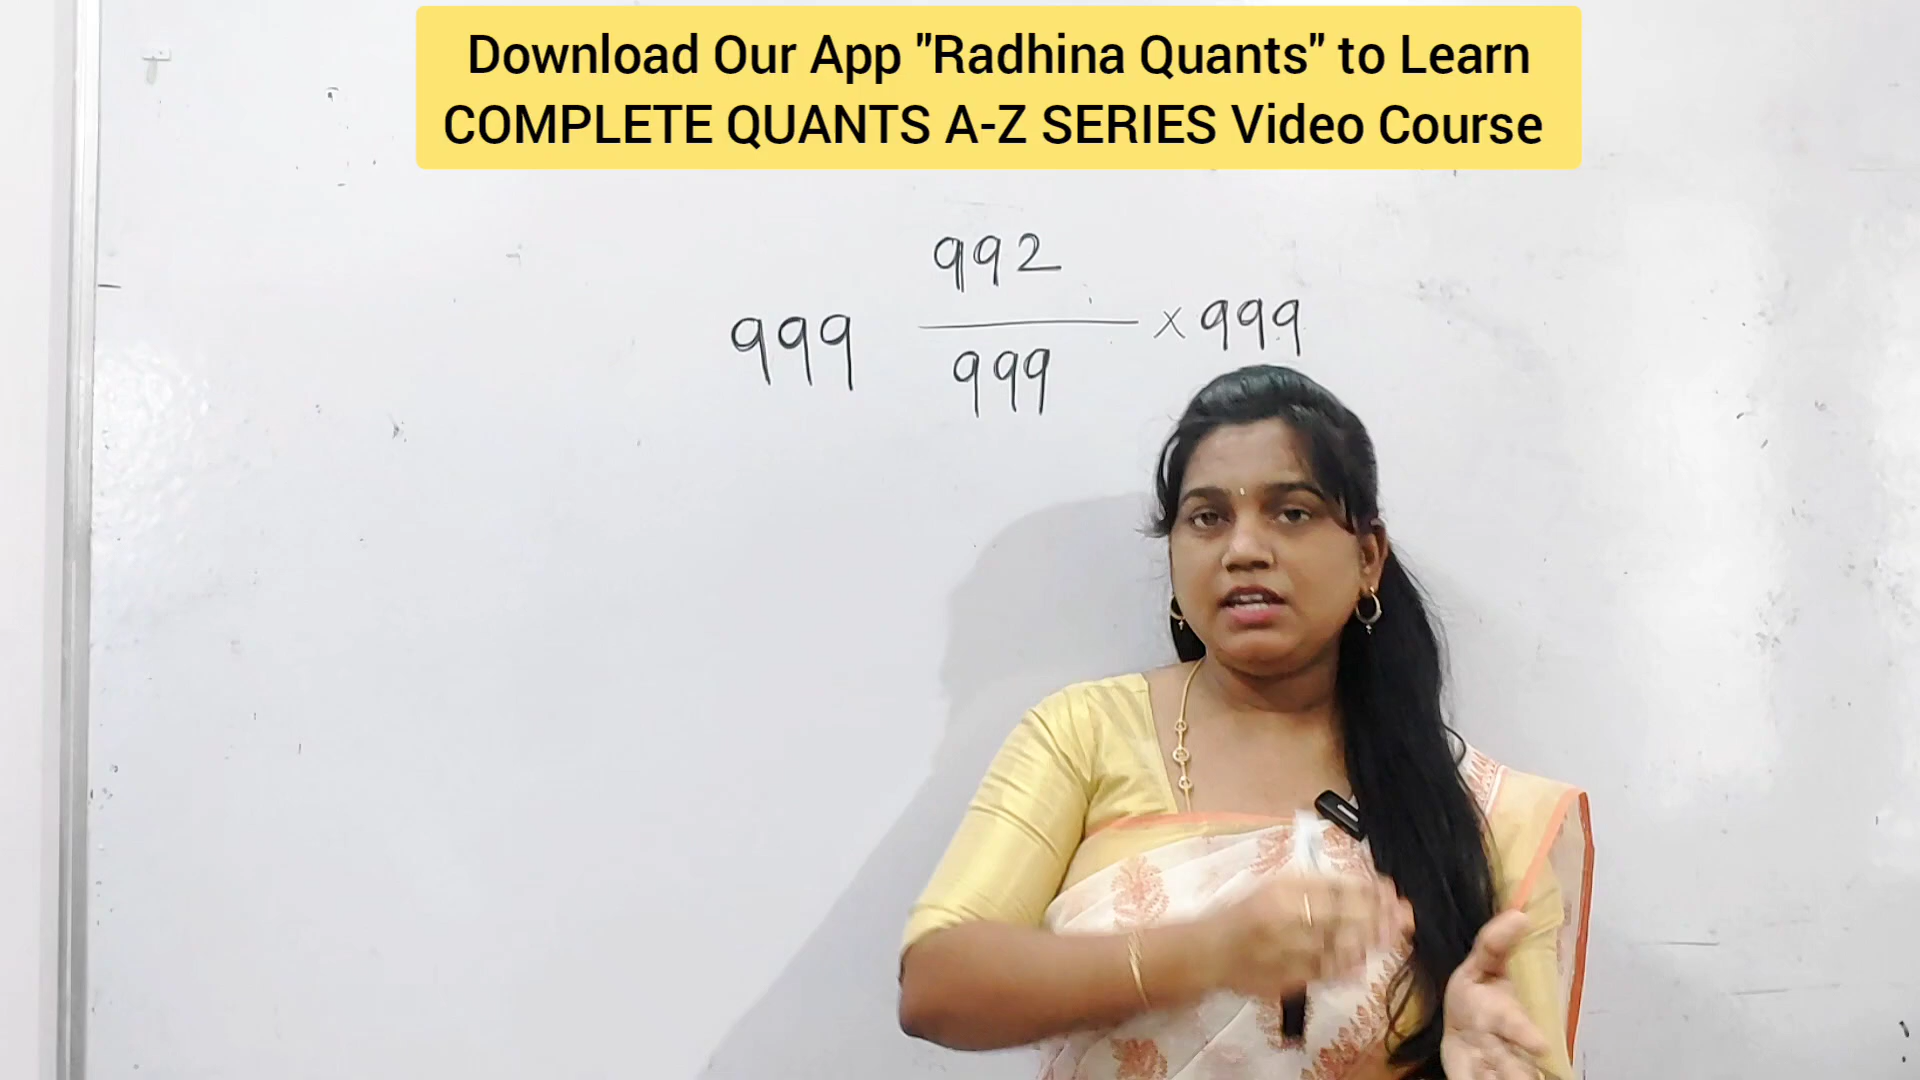 Download Our App "Radhina Quants" to Learn
COMPLETE QUANTS A-Z SERIES Video Course
999 992/999 × 999